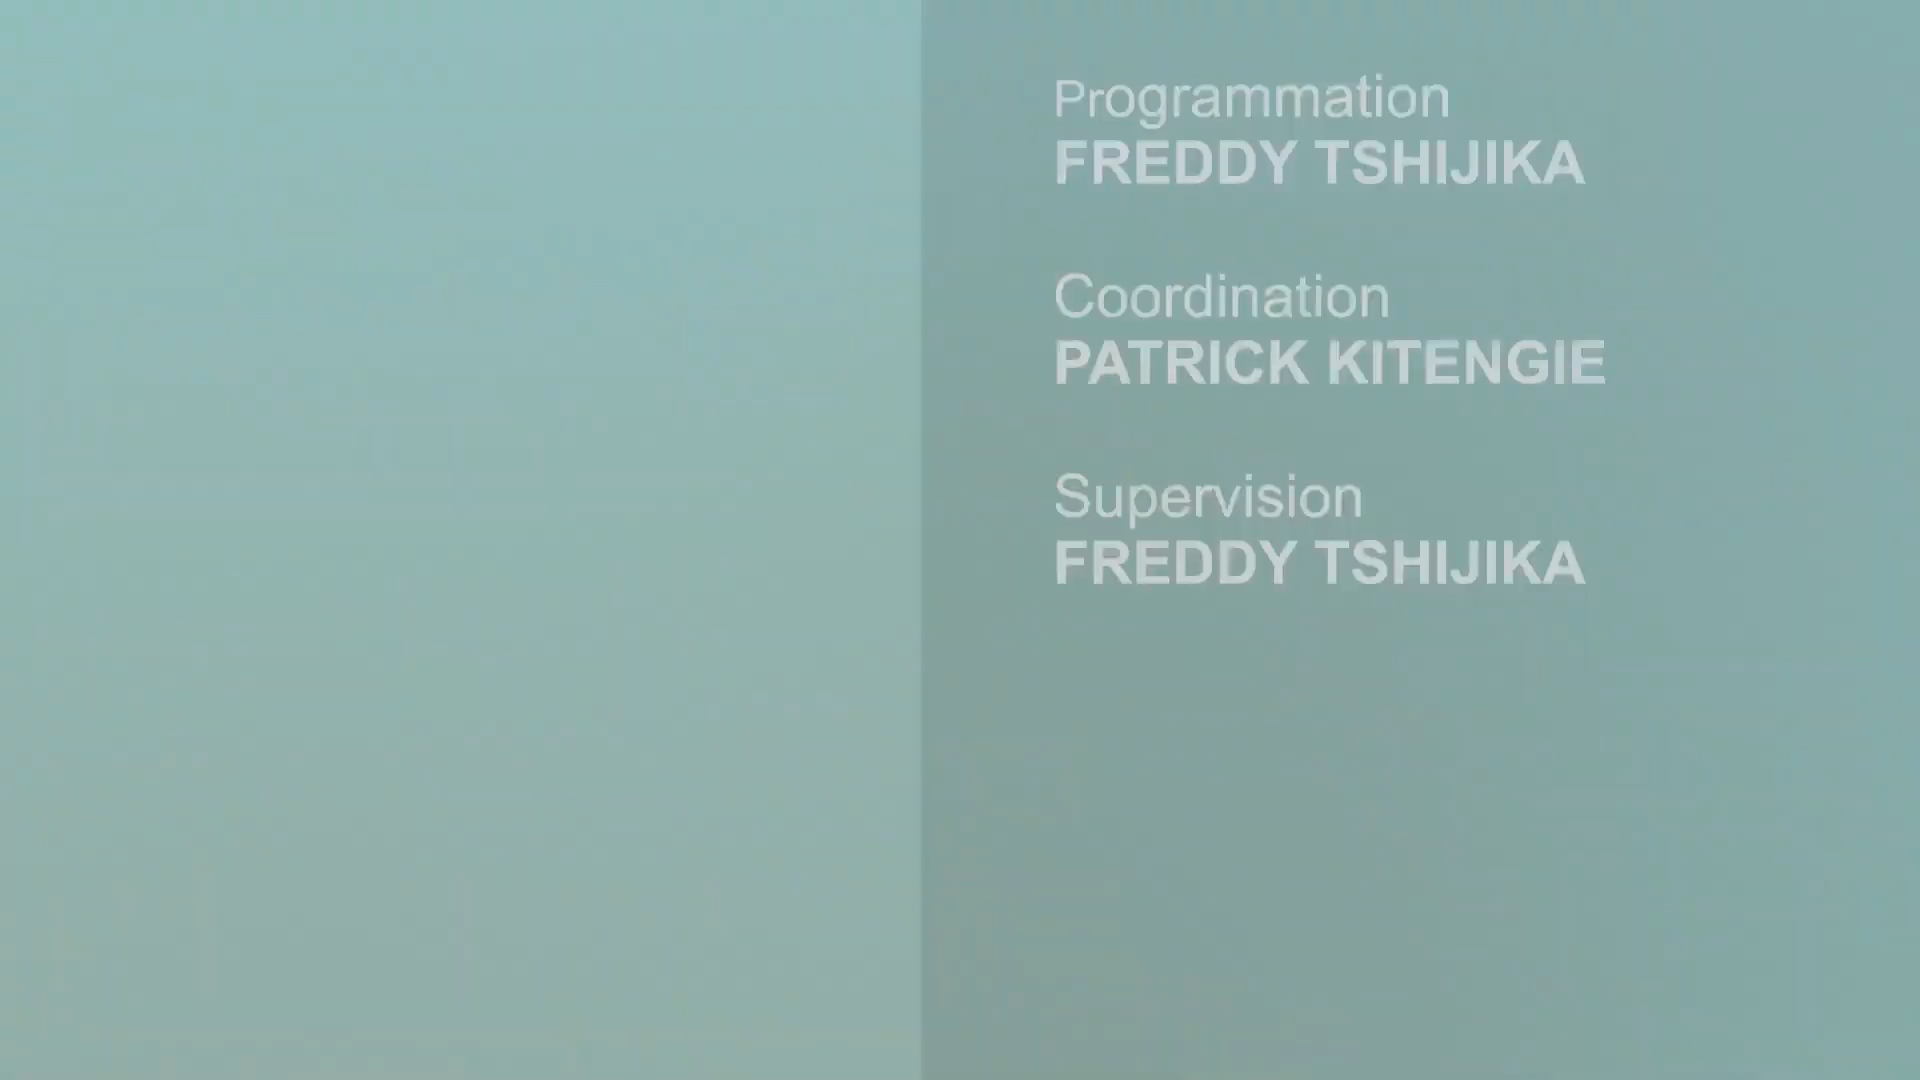 Programmation
FREDDY TSHIJIKA
Coordination
PATRICK KITENGIE
Supervision
FREDDY TSHIJIKA